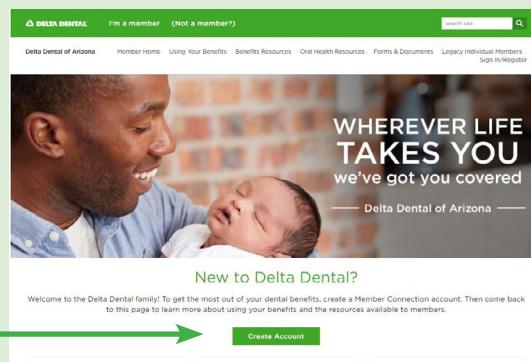 DELTA DENTAL I'm a member (Not a member?) search site
Delta Dental of Arizona Member Home Using Your Benefits Benefits Resources Oral Health Resources Forms & Documents Legacy Individual Members
Sign In/Register
WHEREVER LIFE
TAKES YOU
we've got you covered
Delta Dental of Arizona
New to Delta Dental?
Welcome to the Delta Dental family! To get the most out of your dental benefits, create a Member Connection account. Then come back
to this page to learn more about using your benefits and the resources available to members.
Create Account